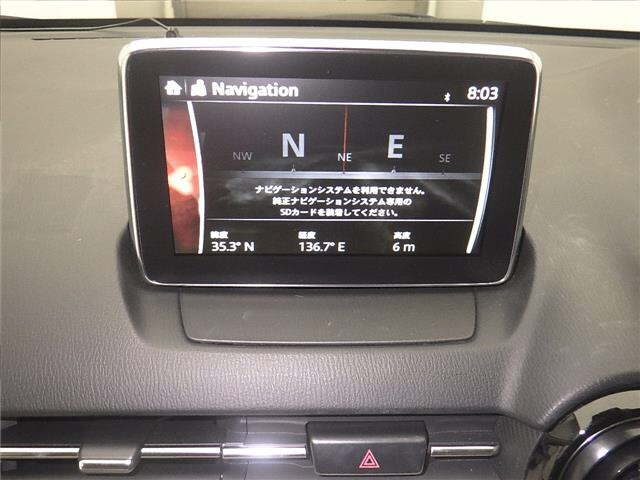 Navigation 8:03
NW N NE E SE
ナビゲーションシステムを利用できません。
純正ナビゲーションシステム専用の
SDカードを装着してください。
緯度 経度 高度
35.3° N 136.7° E 6 m